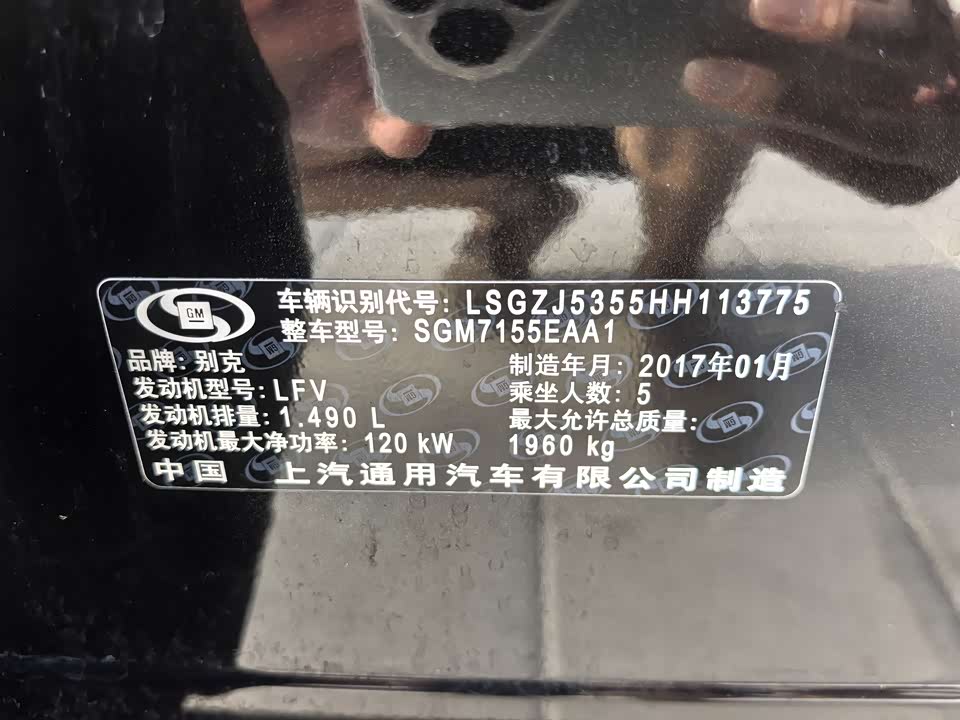 GM
车辆识别代号: LSGZJ5355HH113775
整车型号: SGM7155EAA1
品牌: 别克
制造年月: 2017年01月
发动机型号: LFV
乘坐人数: 5
发动机排量: 1.490 L
最大允许总质量:
发动机最大净功率: 120 kW
1960 kg
中国 上汽通用汽车有限公司制造